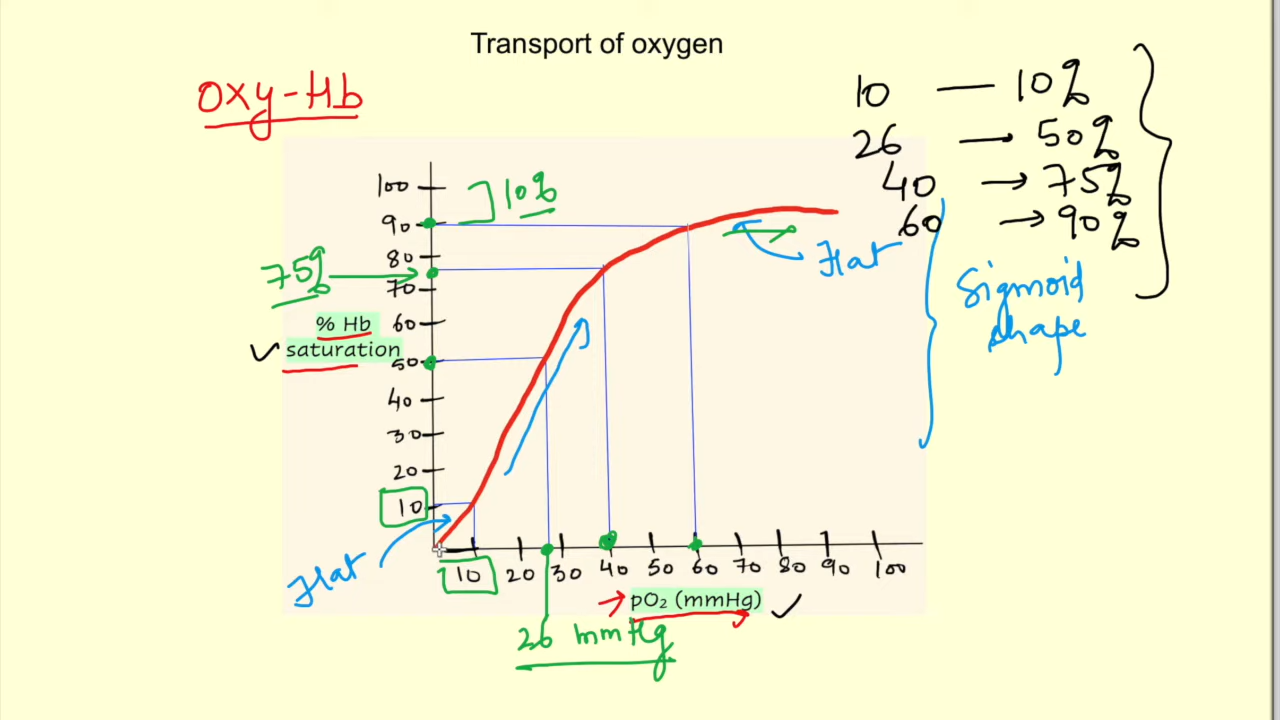 Transport of oxygen
Oxy-Hb
10 — 10%
26 → 50%
40 → 75%
60 → 90%
Sigmoid
shape
10%
75%
% Hb
saturation
100
90
80
70
60
50
40
30
20
10
Flat
Flat
10 20 30 40 50 60 70 80 90 100
→ pO₂ (mmHg) ✓
26 mmHg